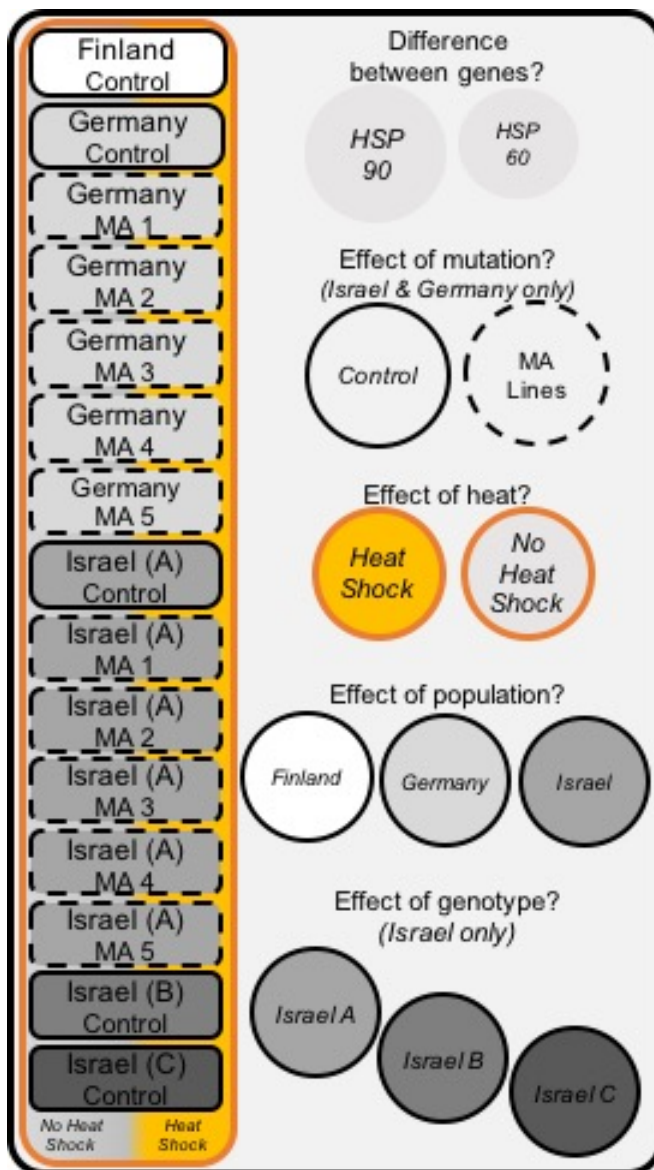 Finland
Control
Germany
Control
Germany
MA 1
Germany
MA 2
Germany
MA 3
Germany
MA 4
Germany
MA 5
Israel (A)
Control
Israel (A)
MA 1
Israel (A)
MA 2
Israel (A)
MA 3
Israel (A)
MA 4
Israel (A)
MA 5
Israel (B)
Control
Israel (C)
Control
No Heat
Shock
Heat
Shock
Difference
between genes?
HSP
90
HSP
60
Effect of mutation?
(Israel & Germany only)
Control
MA
Lines
Effect of heat?
Heat
Shock
No
Heat
Shock
Effect of population?
Finland
Germany
Israel
Effect of genotype?
(Israel only)
Israel A
Israel B
Israel C